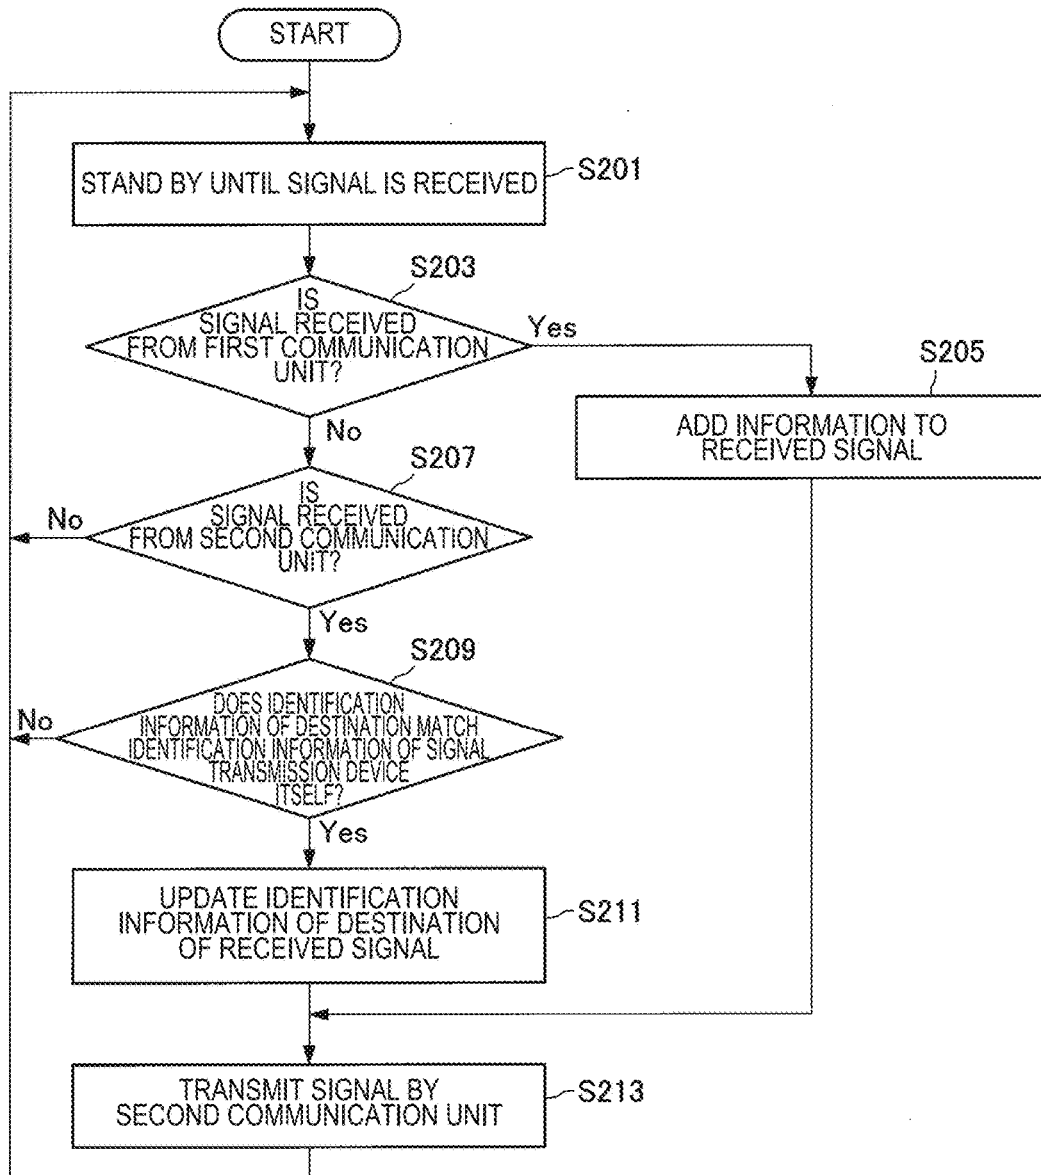 START
STAND BY UNTIL SIGNAL IS RECEIVED
S201
S203
IS
SIGNAL RECEIVED
FROM FIRST COMMUNICATION
UNIT?
Yes
No
S205
ADD INFORMATION TO
RECEIVED SIGNAL
S207
IS
SIGNAL RECEIVED
FROM SECOND COMMUNICATION
UNIT?
No
Yes
S209
DOES IDENTIFICATION
INFORMATION OF DESTINATION MATCH
IDENTIFICATION INFORMATION OF SIGNAL
TRANSMISSION DEVICE
ITSELF?
No
Yes
UPDATE IDENTIFICATION
INFORMATION OF DESTINATION
OF RECEIVED SIGNAL
S211
TRANSMIT SIGNAL BY
SECOND COMMUNICATION UNIT
S213